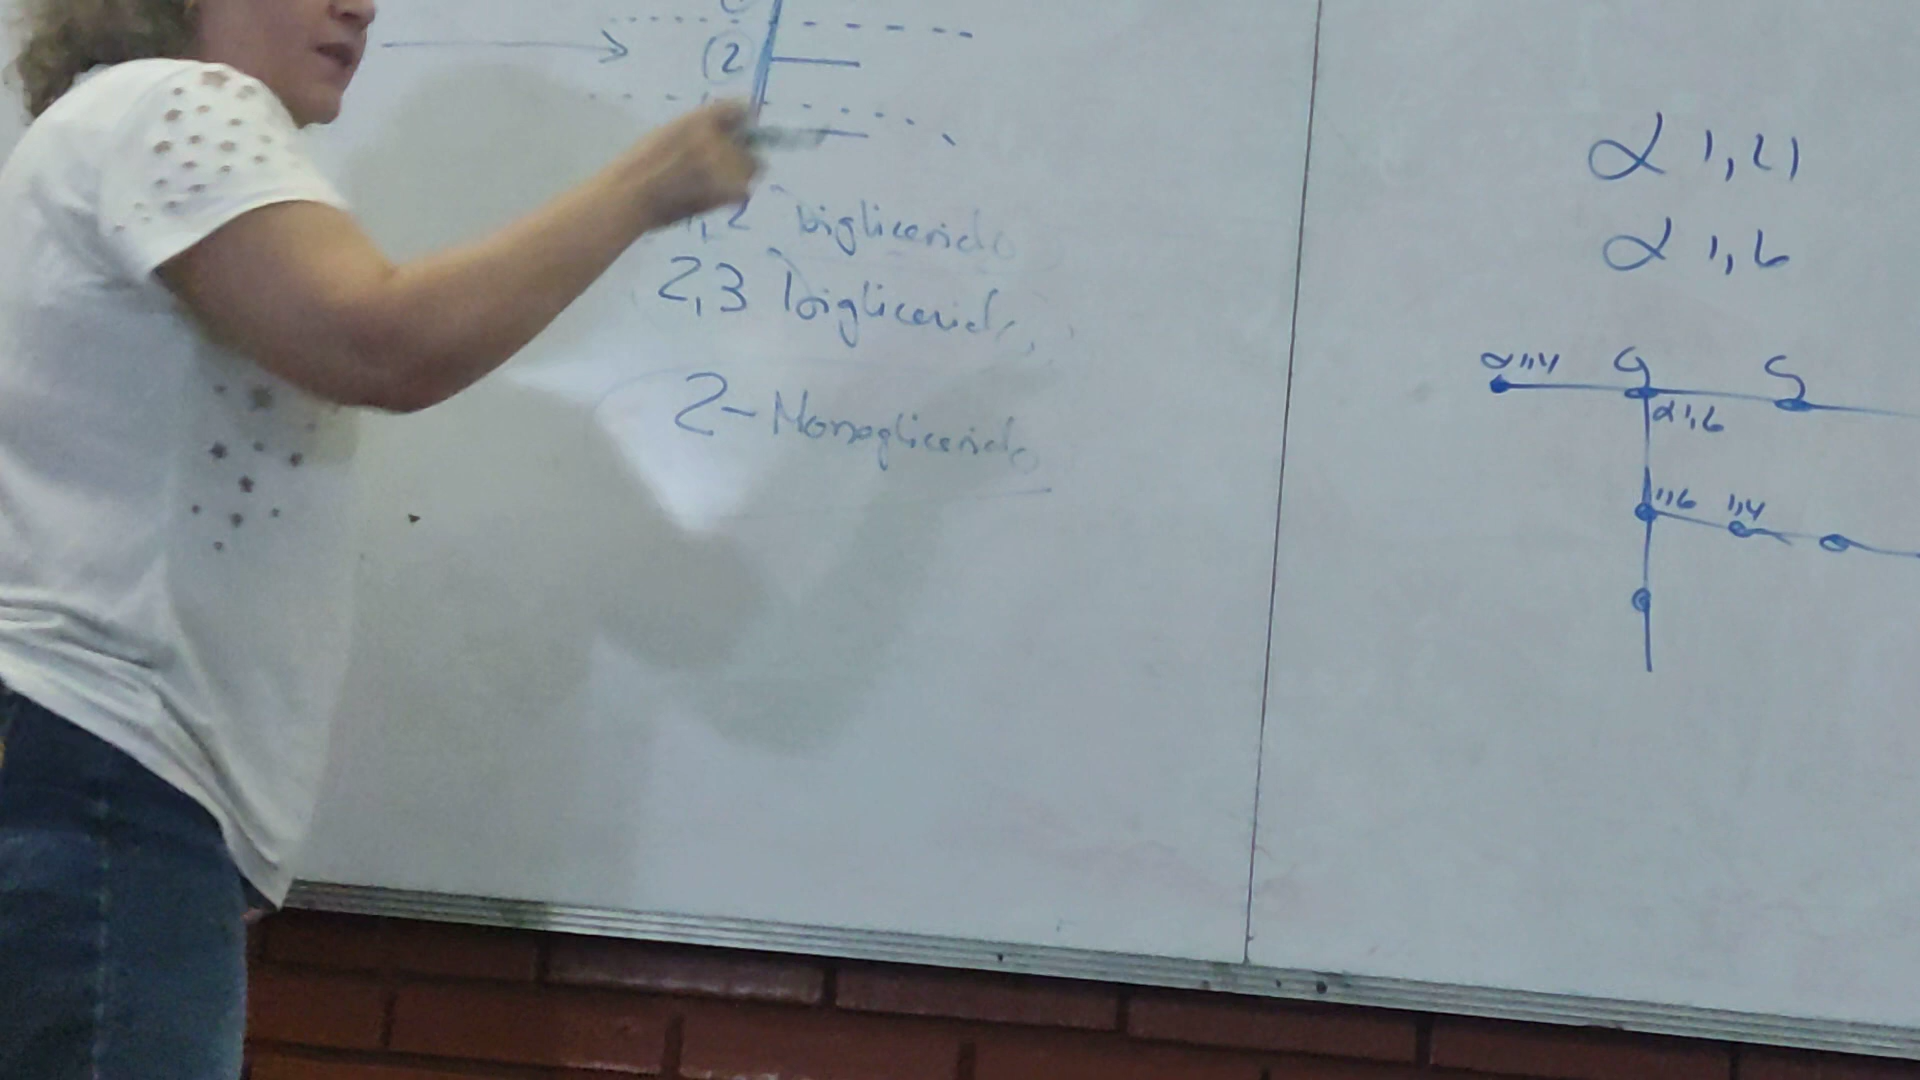 2
1,2 Diglicerido
2,3 Diglicerido
2- Monoglicerido
α 1,4
α 1,6
α 1,4 G G
α 1,6
1,6 1,4